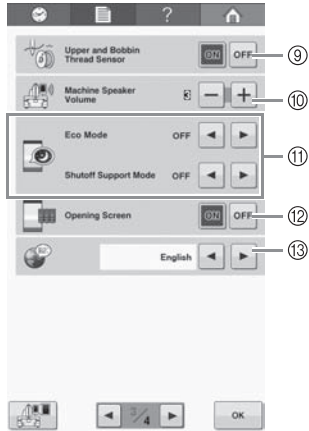 ?
Upper and Bobbin
Thread Sensor
ON OFF ⑨
Machine Speaker
Volume
− + ⑩
Eco Mode OFF
⑪
Shutoff Support Mode OFF
Opening Screen ON OFF ⑫
English ⑬
3/4
OK